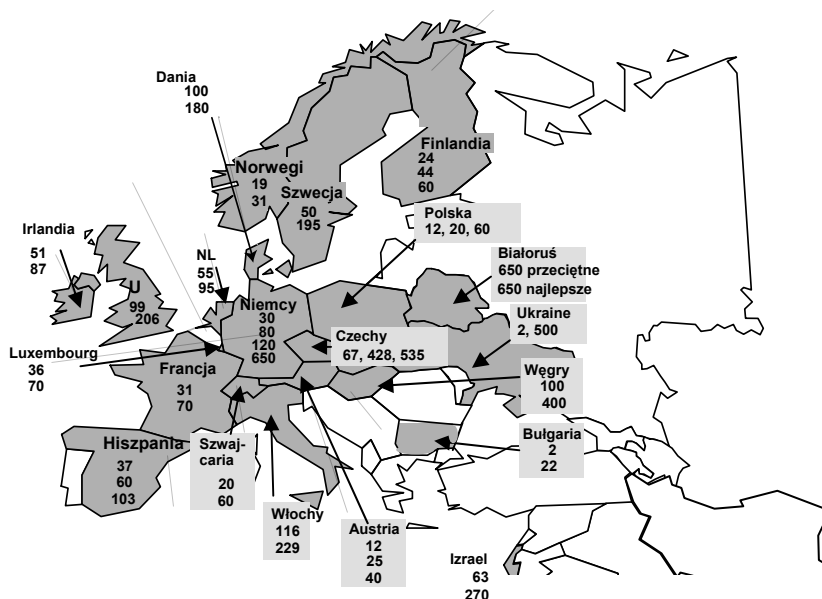 Dania
100
180
Finlandia
24
44
60
Norwegi
19
31
Szwecja
50
195
Polska
12, 20, 60
Irlandia
51
87
NL
55
95
Białoruś
650 przeciętne
650 najlepsze
U
99
206
Niemcy
30
80
120
650
Ukraine
2, 500
Czechy
67, 428, 535
Luxembourg
36
70
Francja
31
70
Węgry
100
400
Hiszpania
37
60
103
Szwaj-
caria
20
60
Bułgaria
2
22
Włochy
116
229
Austria
12
25
40
Izrael
63
270